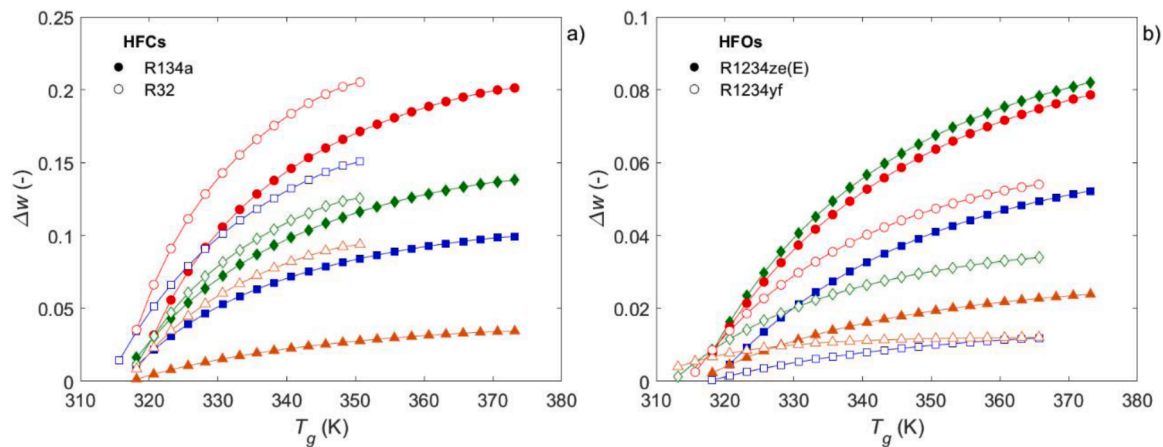 0.25
0.2
0.15
0.1
0.05
0
Δw (-)
310 320 330 340 350 360 370 380
T_g (K)
HFCs
R134a
R32
a)
0.1
0.08
0.06
0.04
0.02
0
Δw (-)
310 320 330 340 350 360 370 380
T_g (K)
HFOs
R1234ze(E)
R1234yf
b)